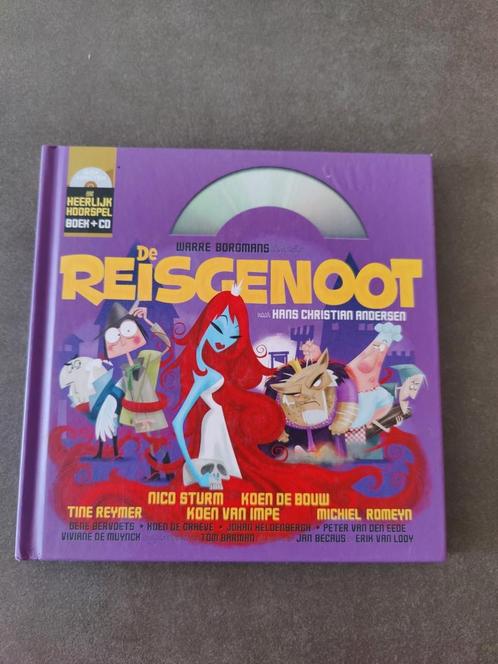 HEERLIJK
HOORSPEL
BOEK + CD
WARRE BORGMANS
De
REISGENOOT
naar HANS CHRISTIAN ANDERSEN
NICO STURM KOEN DE BOUW
TINE REYMER KOEN VAN IMPE MICHIEL ROMEYN
GENE BERVOETS • KOEN DE GRAEVE • JOHAN HELDENBERGH • PETER VAN DEN EEDE
VIVIANE DE MUYNCK TOM BARMAN JAN BECAUS ERIK VAN LOOY